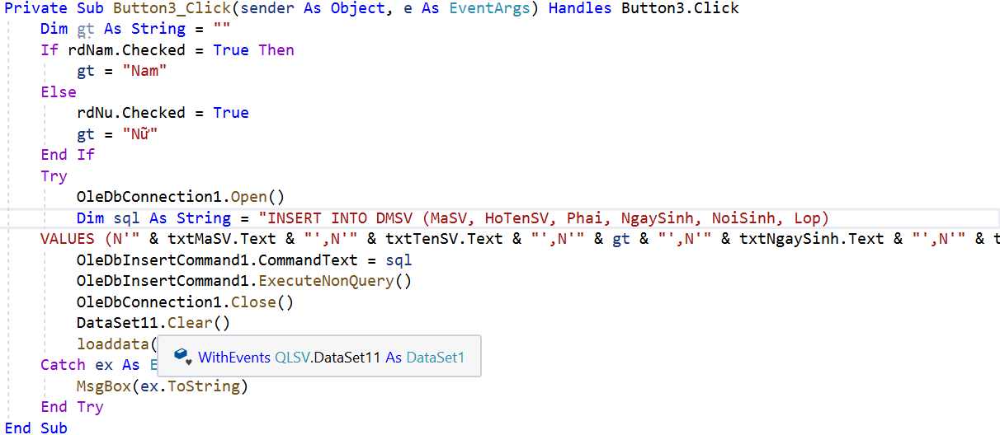 Private Sub Button3_Click(sender As Object, e As EventArgs) Handles Button3.Click
Dim gt As String = ""
If rdNam.Checked = True Then
gt = "Nam"
Else
rdNu.Checked = True
gt = "Nữ"
End If
Try
OleDbConnection1.Open()
Dim sql As String = "INSERT INTO DMSV (MaSV, HoTenSV, Phai, NgaySinh, NoiSinh, Lop)
VALUES (N'" & txtMaSV.Text & "',N'" & txtTenSV.Text & "',N'" & gt & "',N'" & txtNgaySinh.Text & "',N'" & t
OleDbInsertCommand1.CommandText = sql
OleDbInsertCommand1.ExecuteNonQuery()
OleDbConnection1.Close()
DataSet11.Clear()
loaddata(
WithEvents QLSV.DataSet11 As DataSet1
Catch ex As E
MsgBox(ex.ToString)
End Try
End Sub